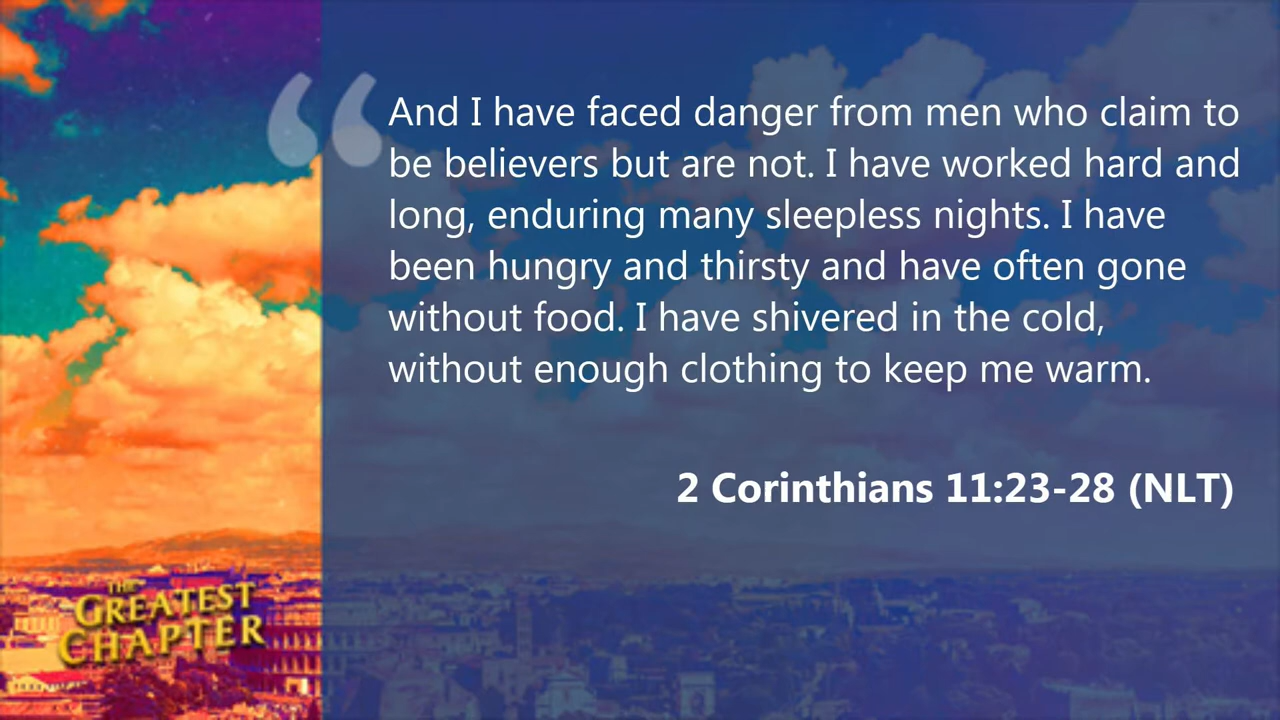 “
And I have faced danger from men who claim to
be believers but are not. I have worked hard and
long, enduring many sleepless nights. I have
been hungry and thirsty and have often gone
without food. I have shivered in the cold,
without enough clothing to keep me warm.
2 Corinthians 11:23-28 (NLT)
THE
GREATEST
CHAPTER